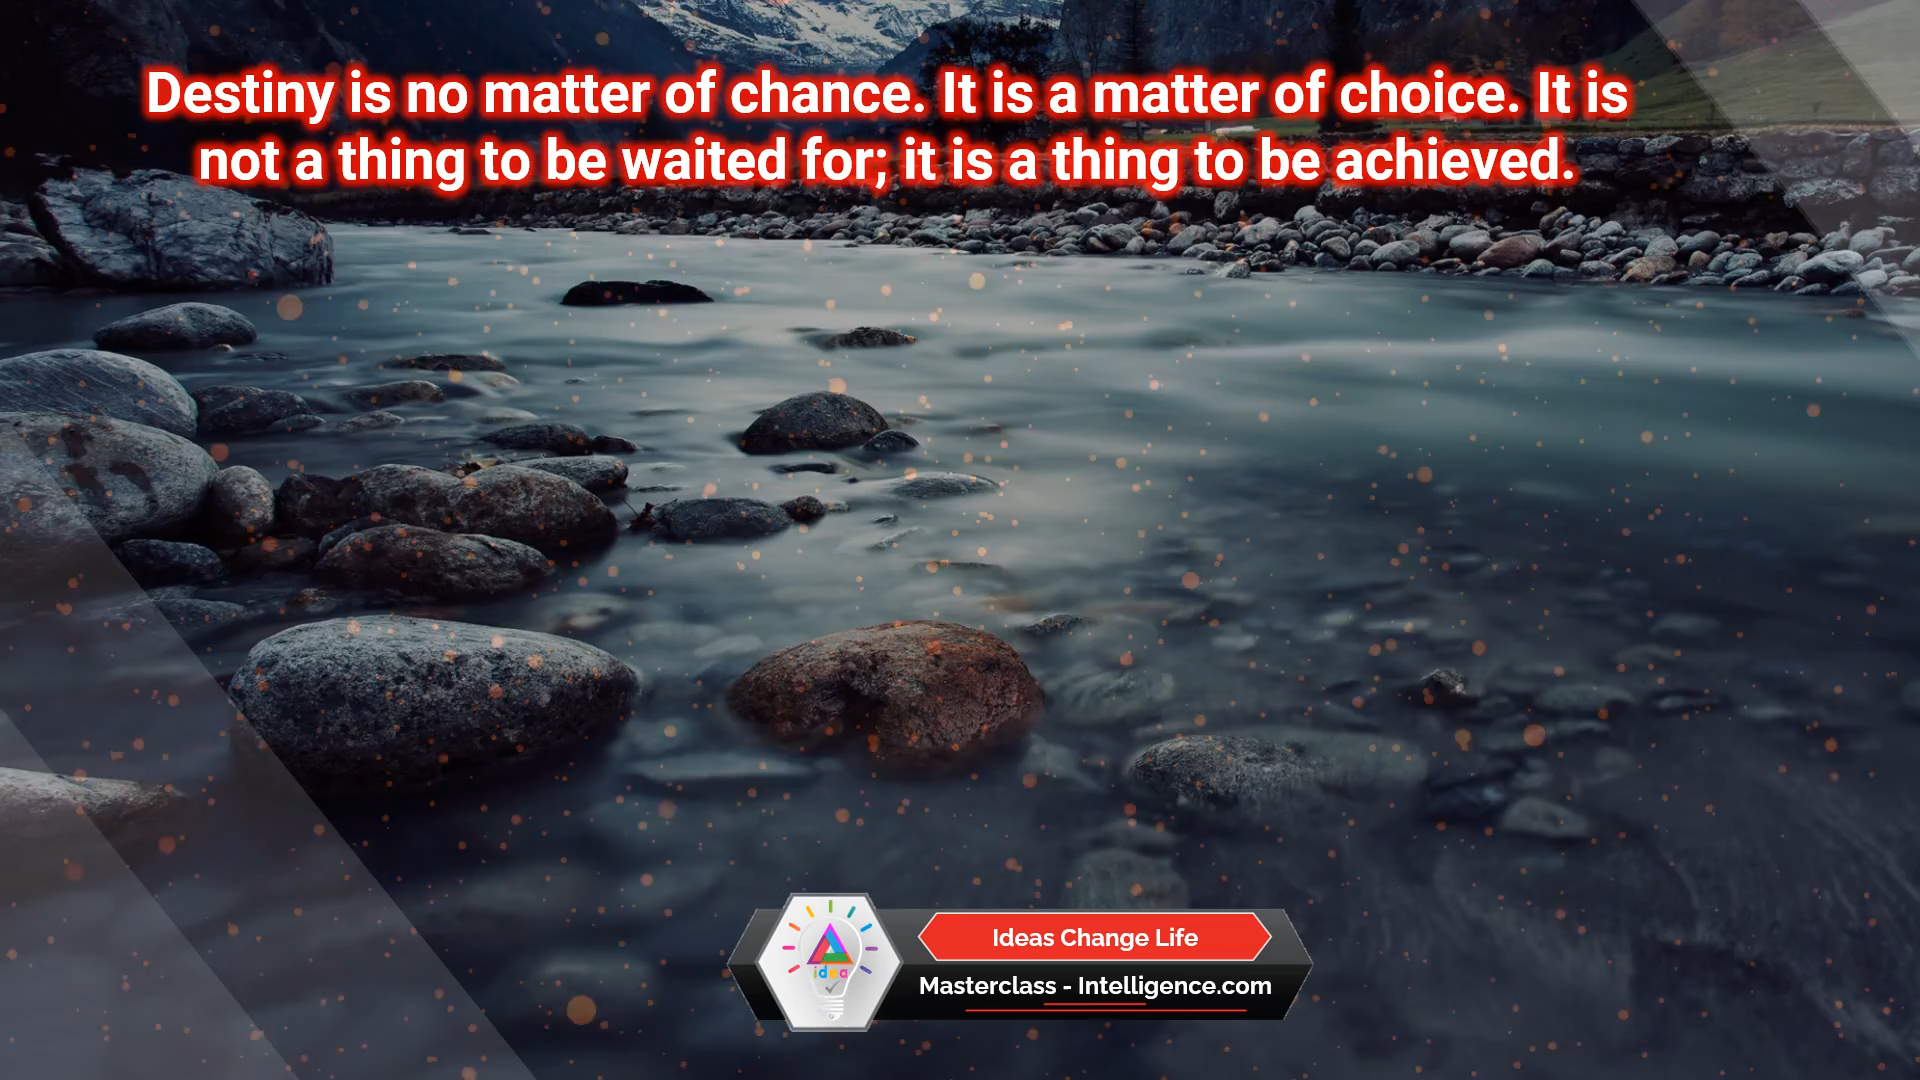 Destiny is no matter of chance. It is a matter of choice. It is
not a thing to be waited for; it is a thing to be achieved.
idea
Ideas Change Life
Masterclass - Intelligence.com